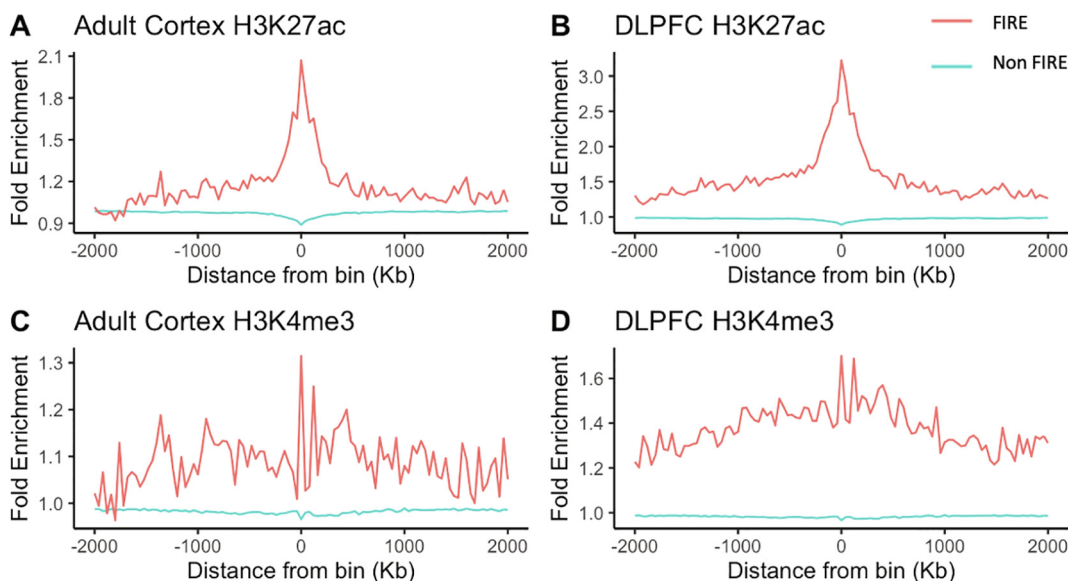 A Adult Cortex H3K27ac
Fold Enrichment
2.1
1.8
1.5
1.2
0.9
-2000 -1000 0 1000 2000
Distance from bin (Kb)
B DLPFC H3K27ac
FIRE
Non FIRE
Fold Enrichment
3.0
2.5
2.0
1.5
1.0
-2000 -1000 0 1000 2000
Distance from bin (Kb)
C Adult Cortex H3K4me3
Fold Enrichment
1.3
1.2
1.1
1.0
-2000 -1000 0 1000 2000
Distance from bin (Kb)
D DLPFC H3K4me3
Fold Enrichment
1.6
1.4
1.2
1.0
-2000 -1000 0 1000 2000
Distance from bin (Kb)